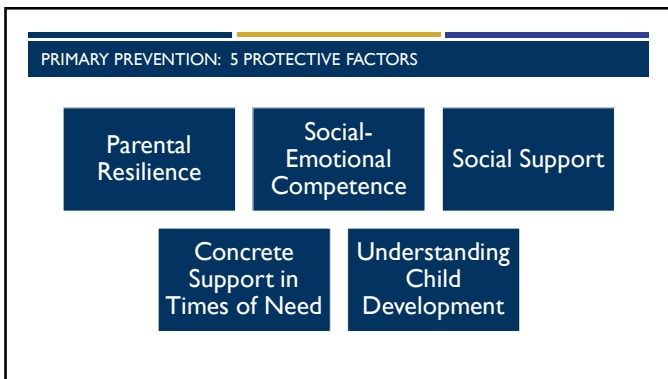 PRIMARY PREVENTION: 5 PROTECTIVE FACTORS
Parental
Resilience
Social-
Emotional
Competence
Social Support
Concrete
Support in
Times of Need
Understanding
Child
Development